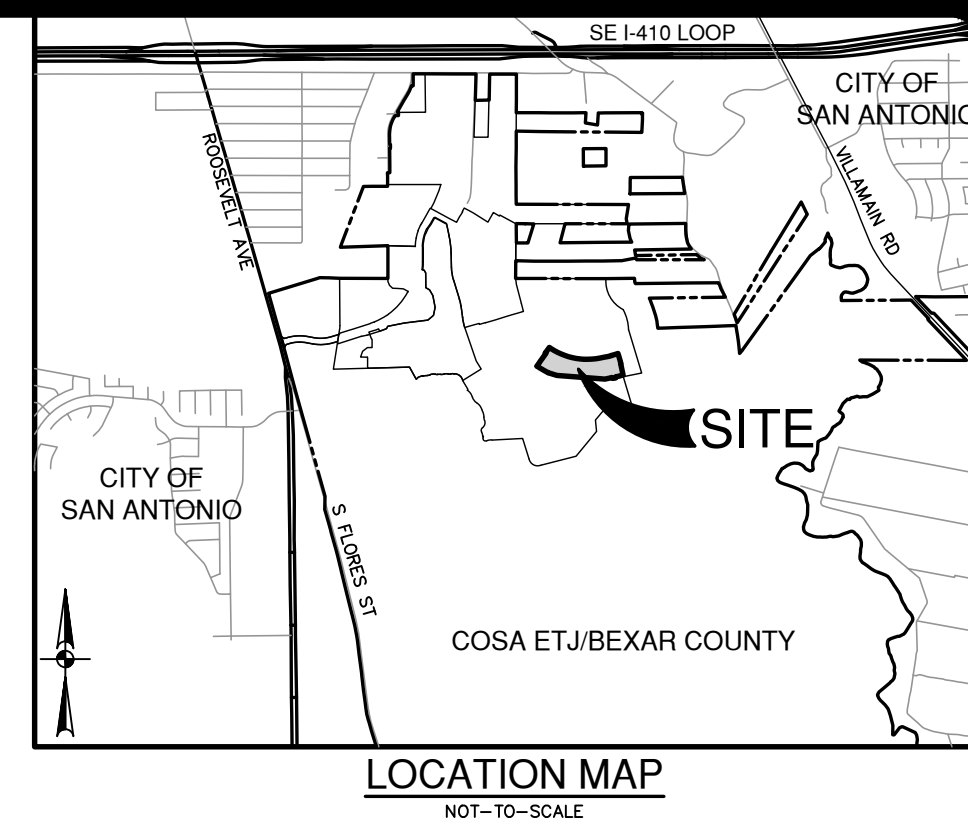 SE I-410 LOOP
CITY OF
SAN ANTONIO
ROOSEVELT AVE
VILLAMAIN RD
SITE
CITY OF
SAN ANTONIO
S FLORES ST
COSA ETJ/BEXAR COUNTY
LOCATION MAP
NOT-TO-SCALE